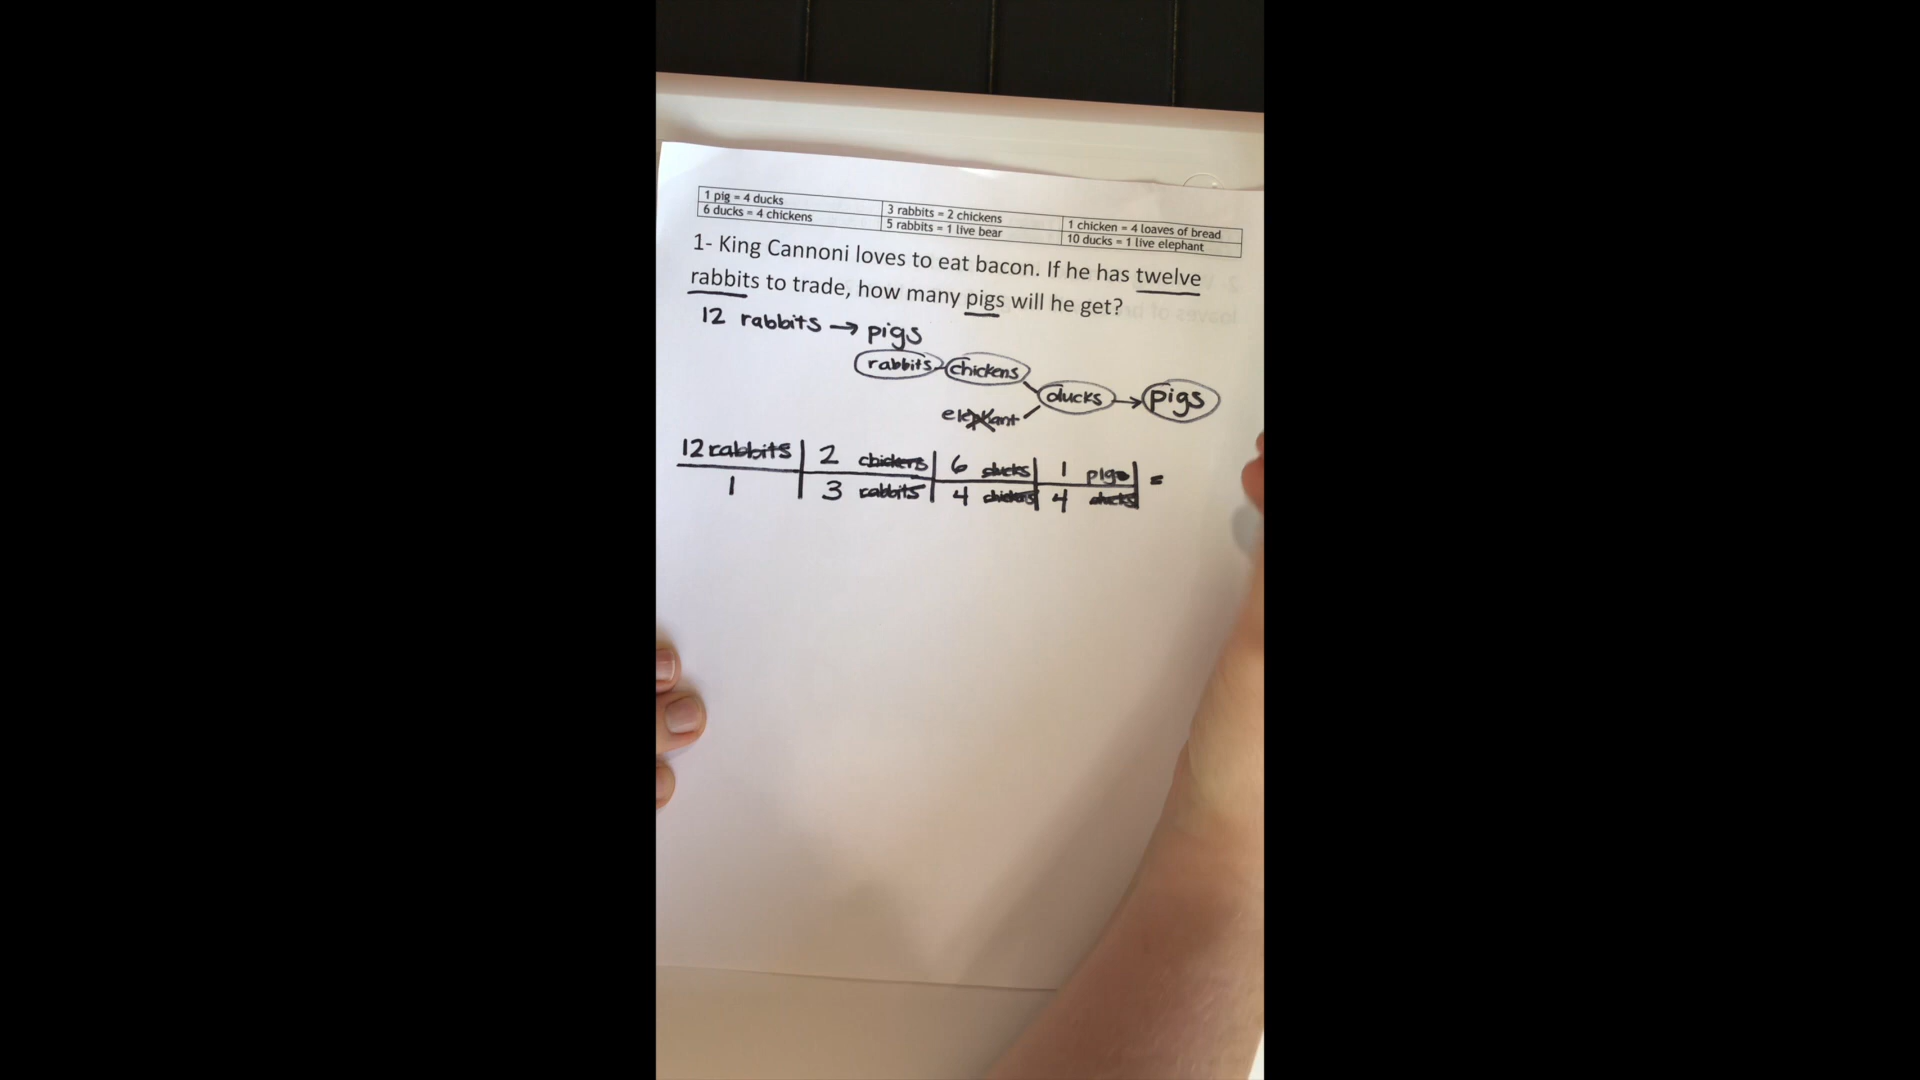 1 pig = 4 ducks
3 rabbits = 2 chickens
1 chicken = 4 loaves of bread
6 ducks = 4 chickens
5 rabbits = 1 live bear
10 ducks = 1 live elephant
1- King Cannoni loves to eat bacon. If he has twelve
rabbits to trade, how many pigs will he get?
12 rabbits → pigs
rabbits chickens
ducks → pigs
elephant
12 rabbits | 2 chickens | 6 ducks | 1 pigs | =
1 | 3 rabbits | 4 chickens | 4 ducks